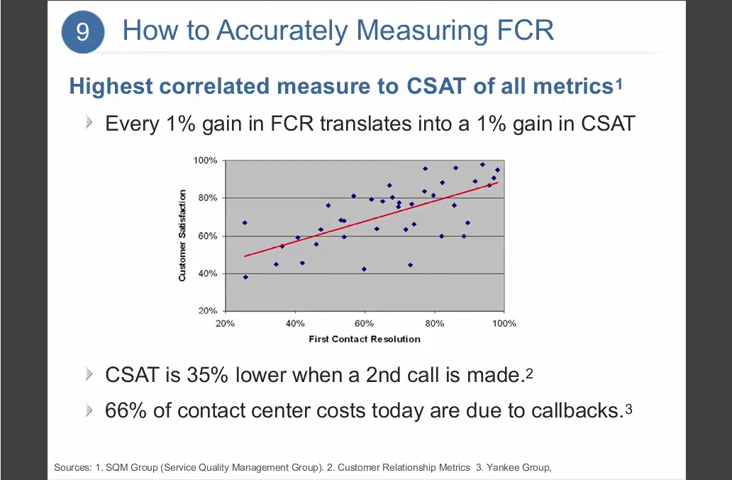 9 How to Accurately Measuring FCR
Highest correlated measure to CSAT of all metrics1
Every 1% gain in FCR translates into a 1% gain in CSAT
100%
80%
60%
40%
20%
Customer Satisfaction
20% 40% 60% 80% 100%
First Contact Resolution
CSAT is 35% lower when a 2nd call is made.2
66% of contact center costs today are due to callbacks.3
Sources: 1. SQM Group (Service Quality Management Group). 2. Customer Relationship Metrics 3. Yankee Group,